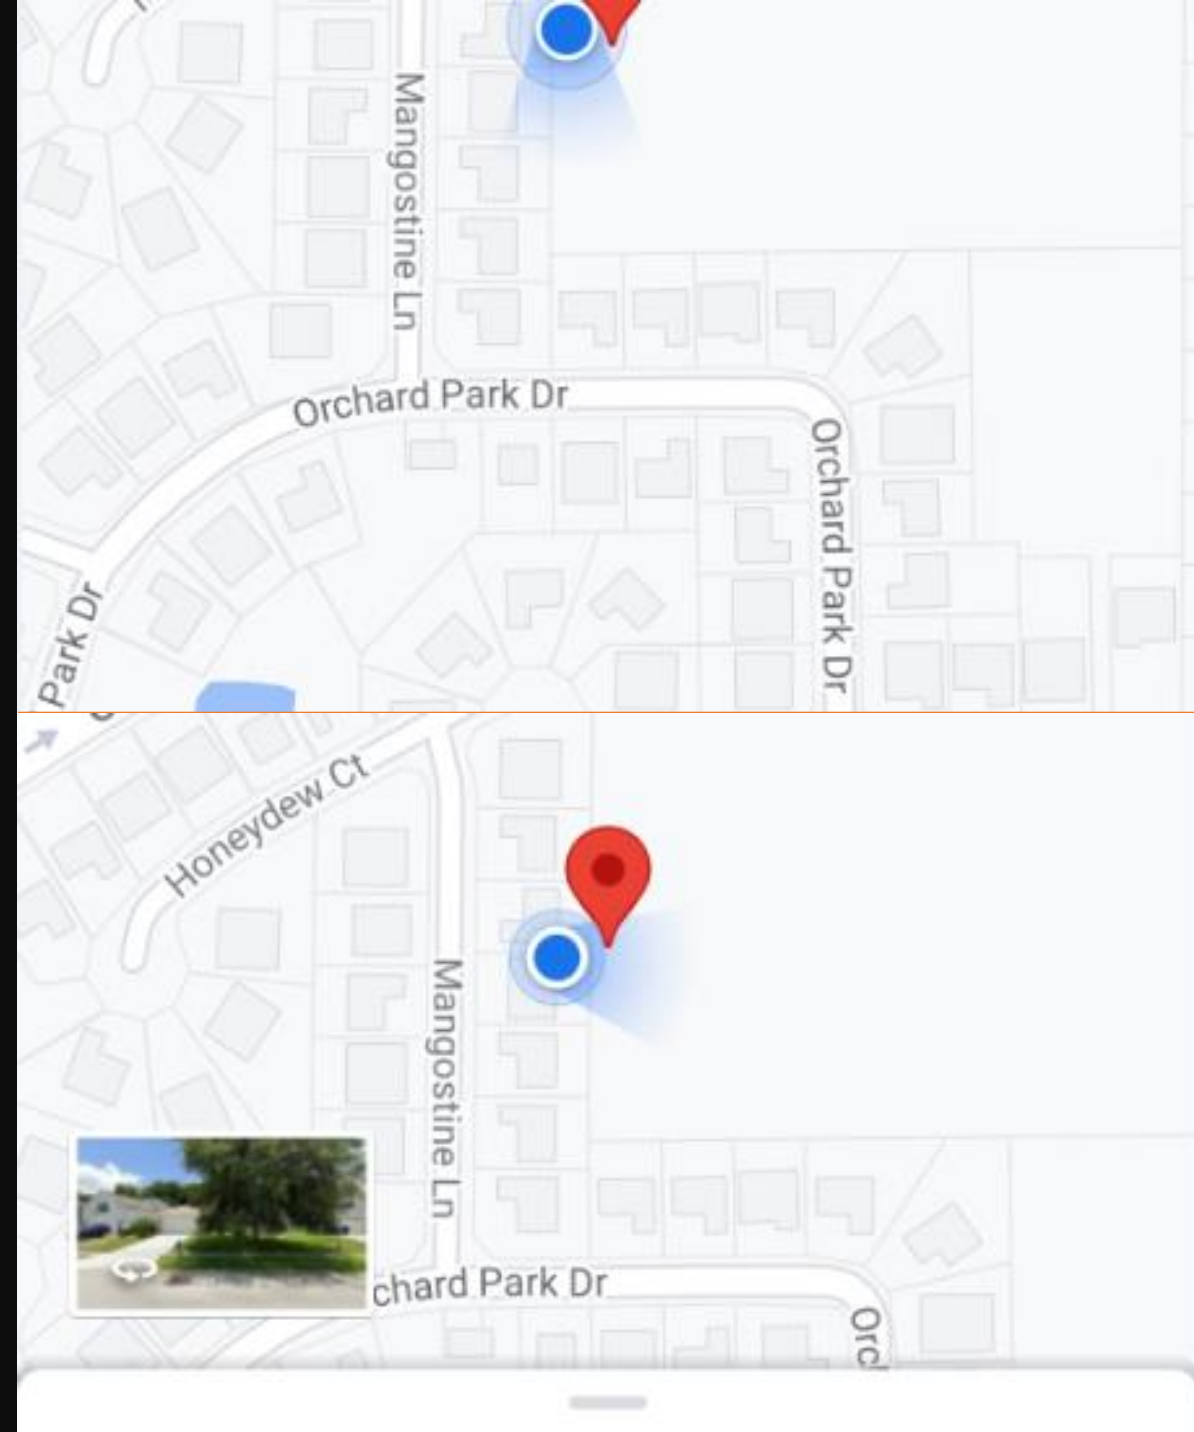 Mangostine Ln
Orchard Park Dr
Orchard Park Dr
Park Dr
Honeydew Ct
Mangostine Ln
chard Park Dr
Orc